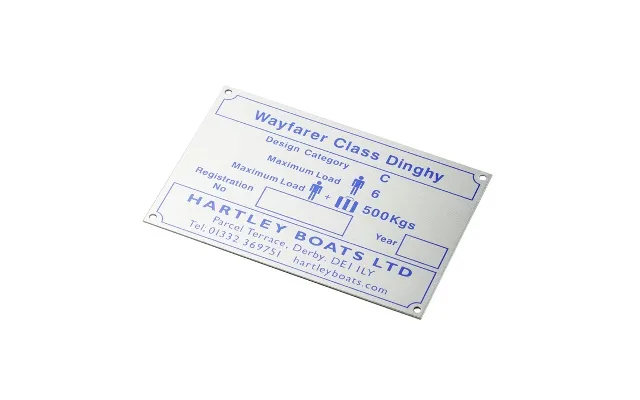 Wayfarer Class Dinghy
Design Category C
Maximum Load 6
Maximum Load + 500Kgs
Registration No
Year
HARTLEY BOATS LTD
Parcel Terrace, Derby. DE1 1LY
Tel: 01332 369751 hartleyboats.com